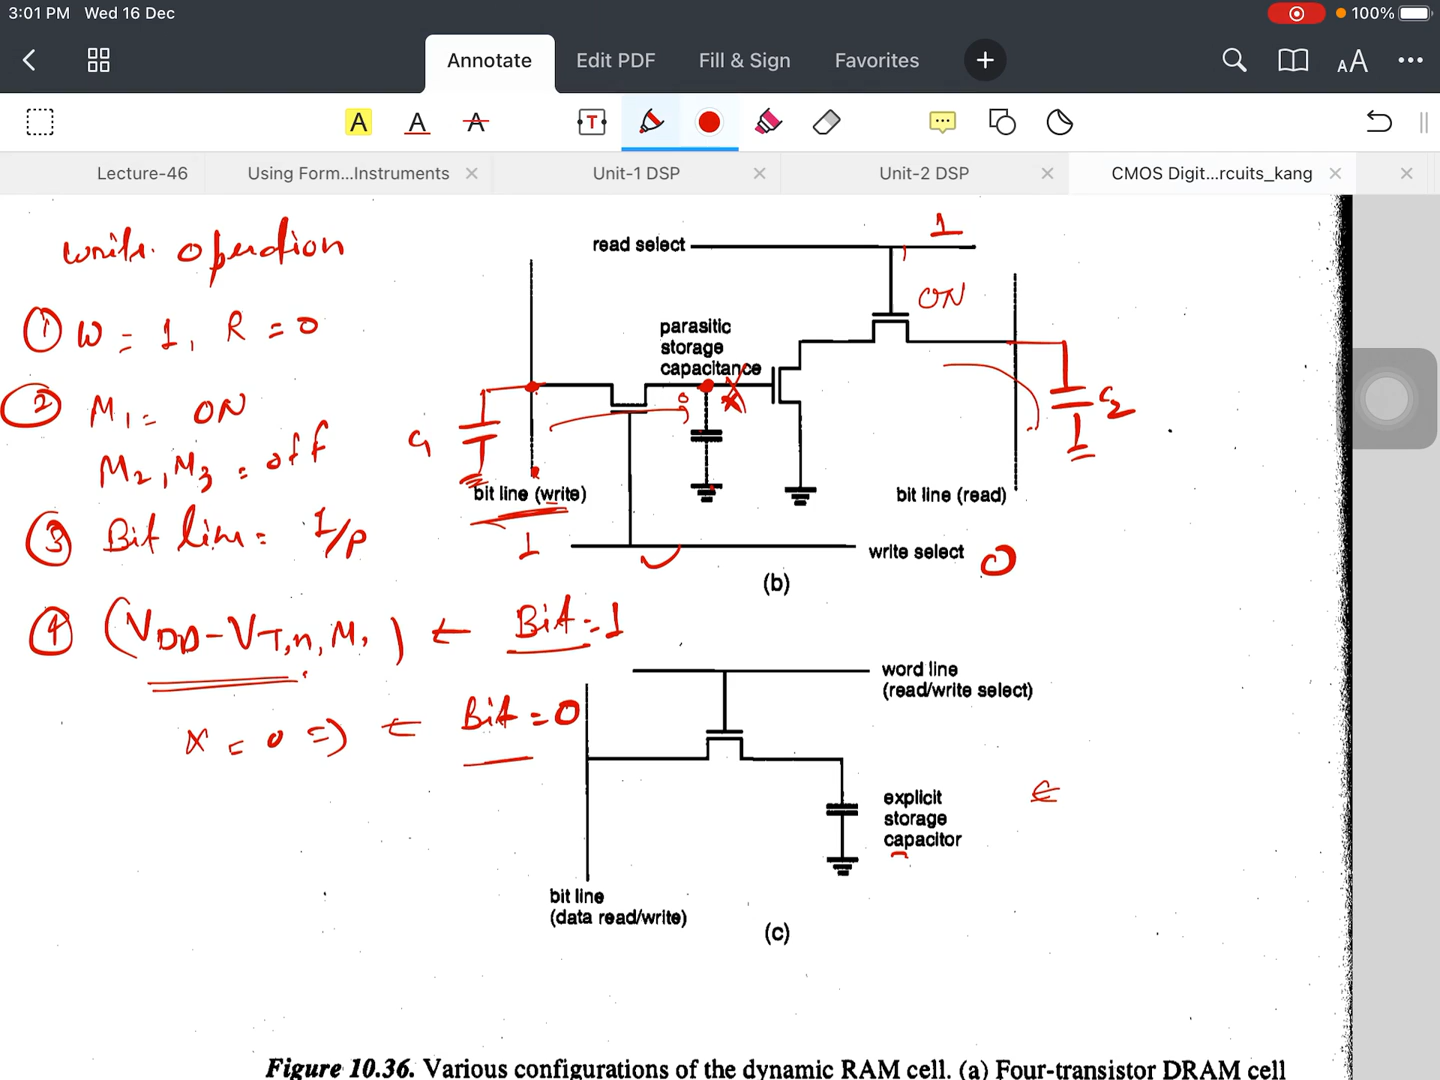 3:01 PM Wed 16 Dec 100%
Annotate Edit PDF Fill & Sign Favorites
Lecture-46 Using Form...Instruments Unit-1 DSP Unit-2 DSP CMOS Digit...rcuits_kang
write operation
① W = 1, R = 0
② M1 = ON
M2, M3 = off
③ Bit line = I/P
④ (VDD - VT,n, M1) ← Bit = 1
X = 0 => ← Bit = 0
read select 1
ON
parasitic
storage
capacitance
X
C1
C2
bit line (write)
1
bit line (read)
write select 0
(b)
word line
(read/write select)
explicit
storage
capacitor
bit line
(data read/write)
(c)
Figure 10.36. Various configurations of the dynamic RAM cell. (a) Four-transistor DRAM cell